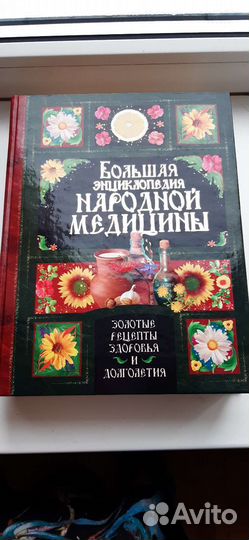 БОЛЬШАЯ
ЭНЦИКЛОПЕДИЯ
НАРОДНОЙ
МЕДИЦИНЫ
ЗОЛОТЫЕ
РЕЦЕПТЫ
ЗДОРОВЬЯ
И
ДОЛГОЛЕТИЯ
Avito